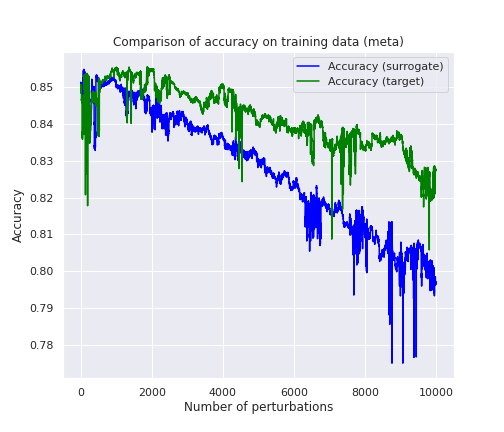 Comparison of accuracy on training data (meta)
Accuracy (surrogate)
Accuracy (target)
0.85
0.84
0.83
0.82
0.81
0.80
0.79
0.78
Accuracy
0 2000 4000 6000 8000 10000
Number of perturbations